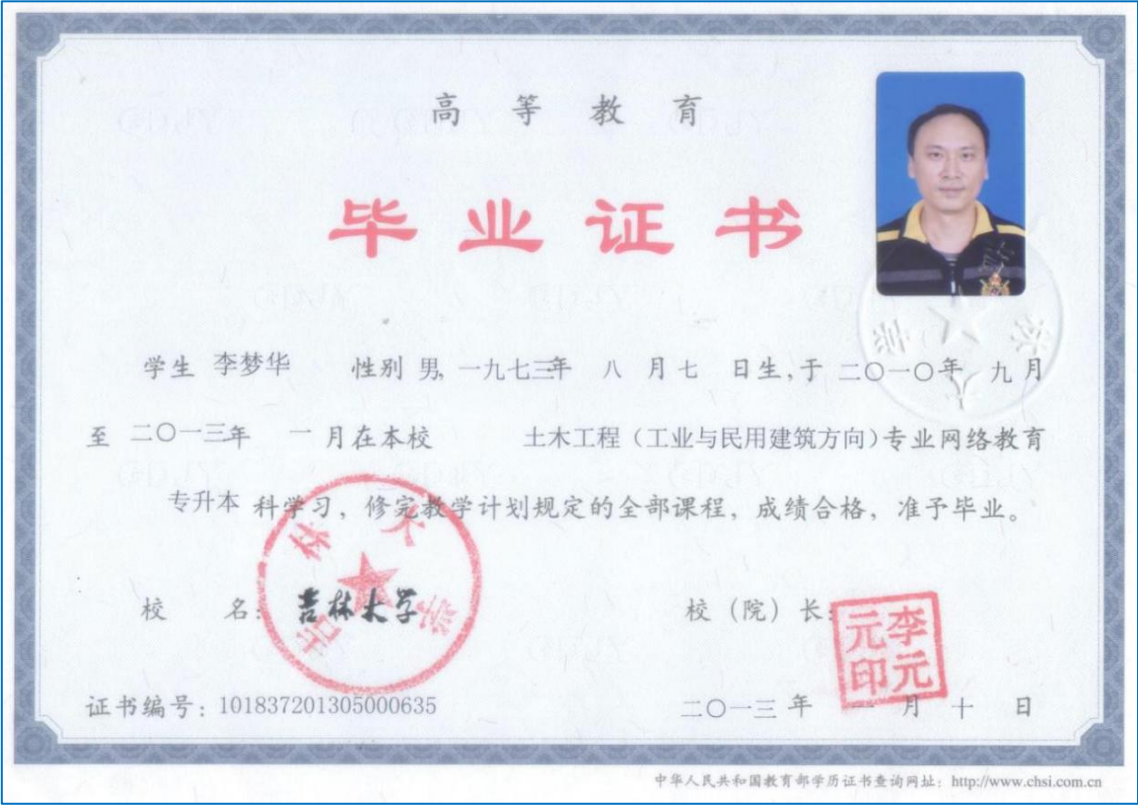 高等教育
毕业证书
学生 李梦华 性别 男, 一九七三年 八 月 七 日生, 于 二〇一〇年 九 月
至 二〇一三年 一 月在本校 土木工程（工业与民用建筑方向）专业网络教育
专升本 科学习，修完教学计划规定的全部课程，成绩合格，准予毕业。
校 名： 吉林大学
吉林大学
校（院）长：
李元元印
证书编号：101837201305000635
二〇一三 年 一 月 十 日
中华人民共和国教育部学历证书查询网址：http://www.chsi.com.cn